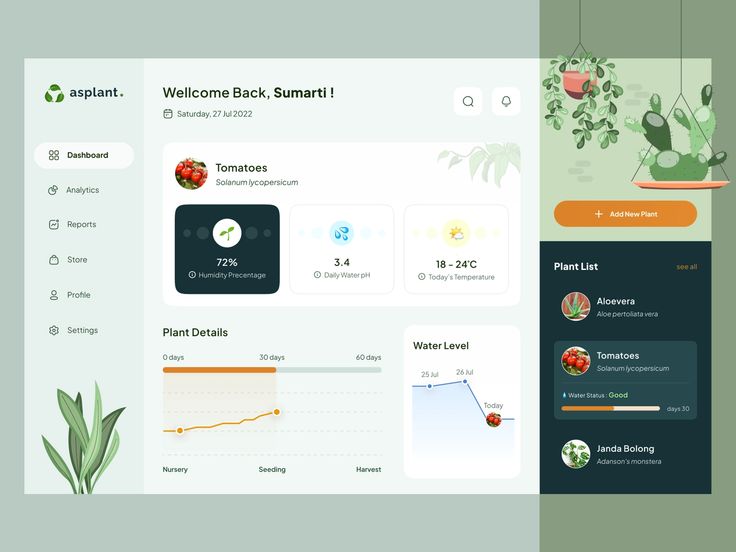 asplant.
Wellcome Back, Sumarti !
Saturday, 27 Jul 2022
Dashboard
Analytics
Reports
Store
Profile
Settings
Tomatoes
Solanum lycopersicum
72%
Humidity Precentage
3.4
Daily Water pH
18 - 24°C
Today's Temperature
Plant Details
0 days
30 days
60 days
Nursery
Seeding
Harvest
Water Level
25 Jul
26 Jul
Today
Add New Plant
Plant List
see all
Aloevera
Aloe pertoliata vera
Tomatoes
Solanum lycopersicum
Water Status : Good
days 30
Janda Bolong
Adanson's monstera